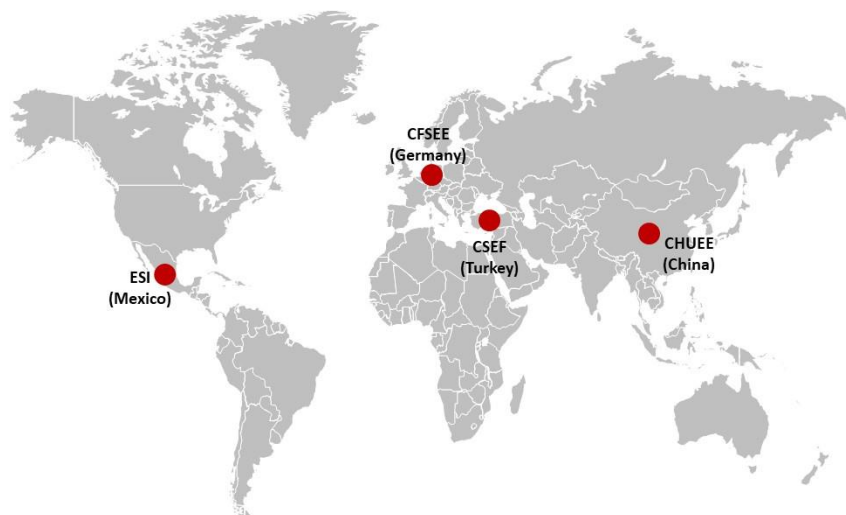 CFSEE
(Germany)
CSEF
(Turkey)
CHUEE
(China)
ESI
(Mexico)